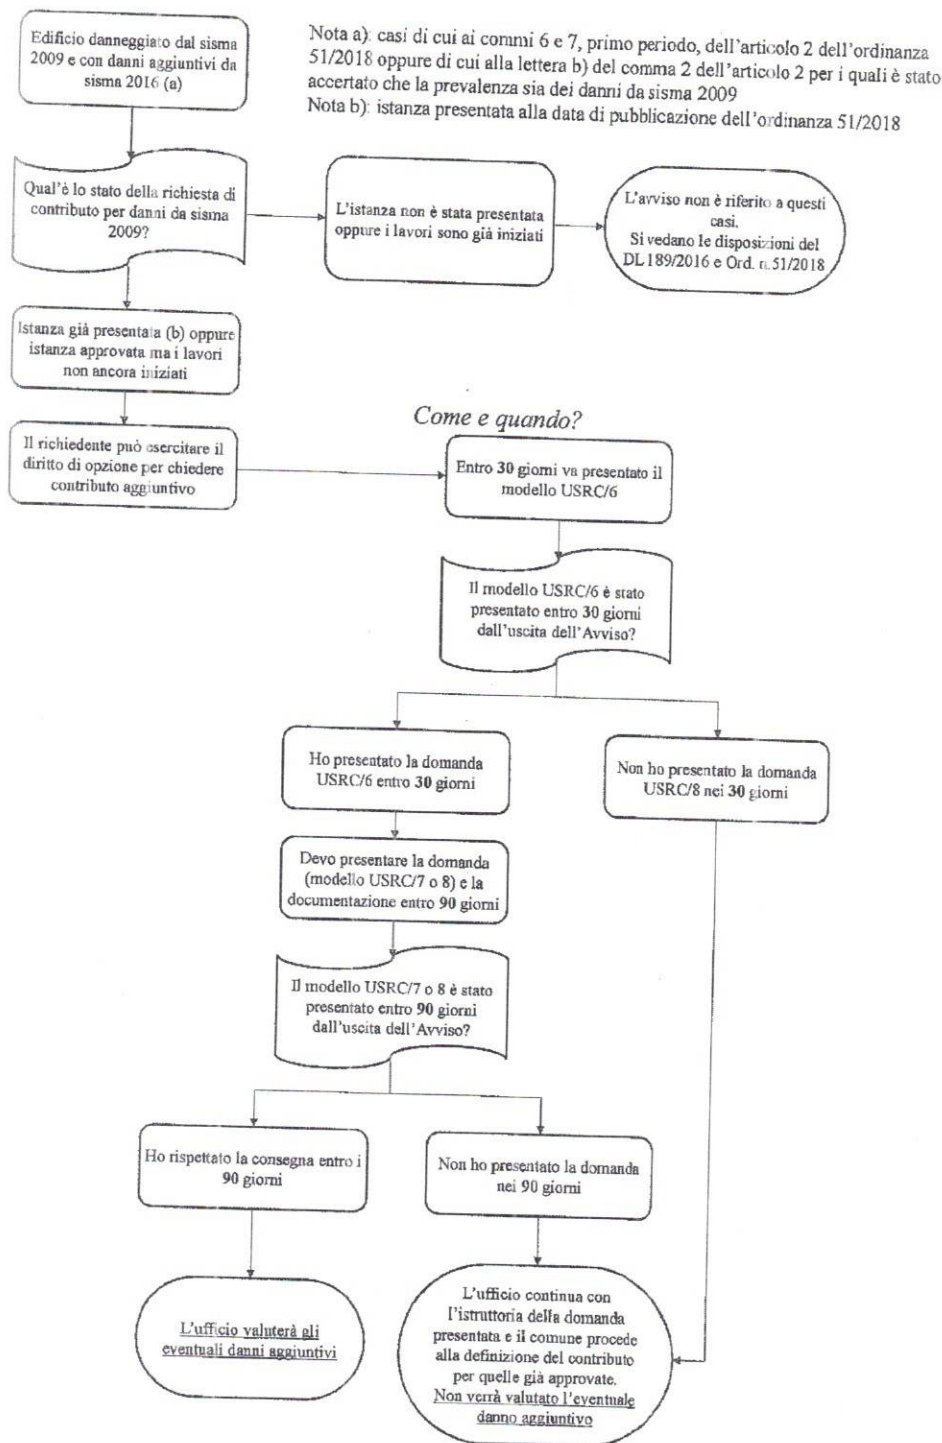 Edificio danneggiato dal sisma
2009 e con danni aggiuntivi da
sisma 2016 (a)
Nota a): casi di cui ai commi 6 e 7, primo periodo, dell'articolo 2 dell'ordinanza
51/2018 oppure di cui alla lettera b) del comma 2 dell'articolo 2 per i quali è stato
accertato che la prevalenza sia dei danni da sisma 2009
Nota b): istanza presentata alla data di pubblicazione dell'ordinanza 51/2018
Qual'è lo stato della richiesta di
contributo per danni da sisma
2009?
L'istanza non è stata presentata
oppure i lavori sono già iniziati
L'avviso non è riferito a questi
casi.
Si vedano le disposizioni del
DL 189/2016 e Ord. n.51/2018
Istanza già presentata (b) oppure
istanza approvata ma i lavori
non ancora iniziati
Il richiedente può esercitare il
diritto di opzione per chiedere
contributo aggiuntivo
Come e quando?
Entro 30 giorni va presentato il
modello USRC/6
Il modello USRC/6 è stato
presentato entro 30 giorni
dall'uscita dell'Avviso?
Ho presentato la domanda
USRC/6 entro 30 giorni
Non ho presentato la domanda
USRC/8 nei 30 giorni
Devo presentare la domanda
(modello USRC/7 o 8) e la
documentazione entro 90 giorni
Il modello USRC/7 o 8 è stato
presentato entro 90 giorni
dall'uscita dell'Avviso?
Ho rispettato la consegna entro i
90 giorni
Non ho presentato la domanda
nei 90 giorni
L'ufficio valuterà gli
eventuali danni aggiuntivi
L'ufficio continua con
l'istruttoria della domanda
presentata e il comune procede
alla definizione del contributo
per quelle già approvate.
Non verrà valutato l'eventuale
danno aggiuntivo